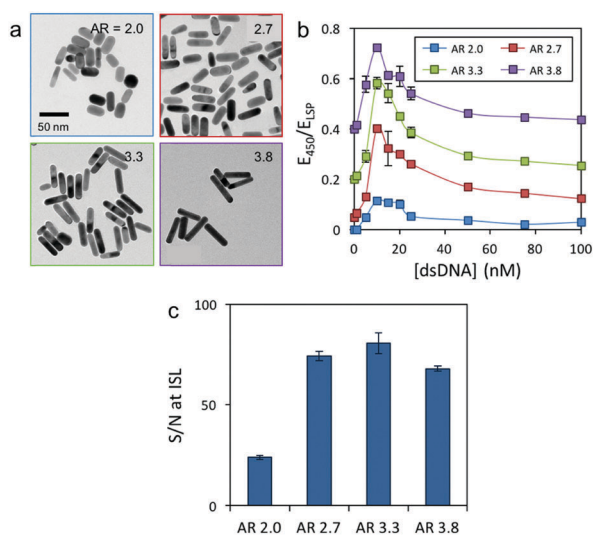 a
AR = 2.0
2.7
50 nm
3.3
3.8
b
0.8
0.6
0.4
0.2
0
E450/ELSP
AR 2.0
AR 2.7
AR 3.3
AR 3.8
0 20 40 60 80 100
[dsDNA] (nM)
c
100
50
0
S/N at ISL
AR 2.0 AR 2.7 AR 3.3 AR 3.8